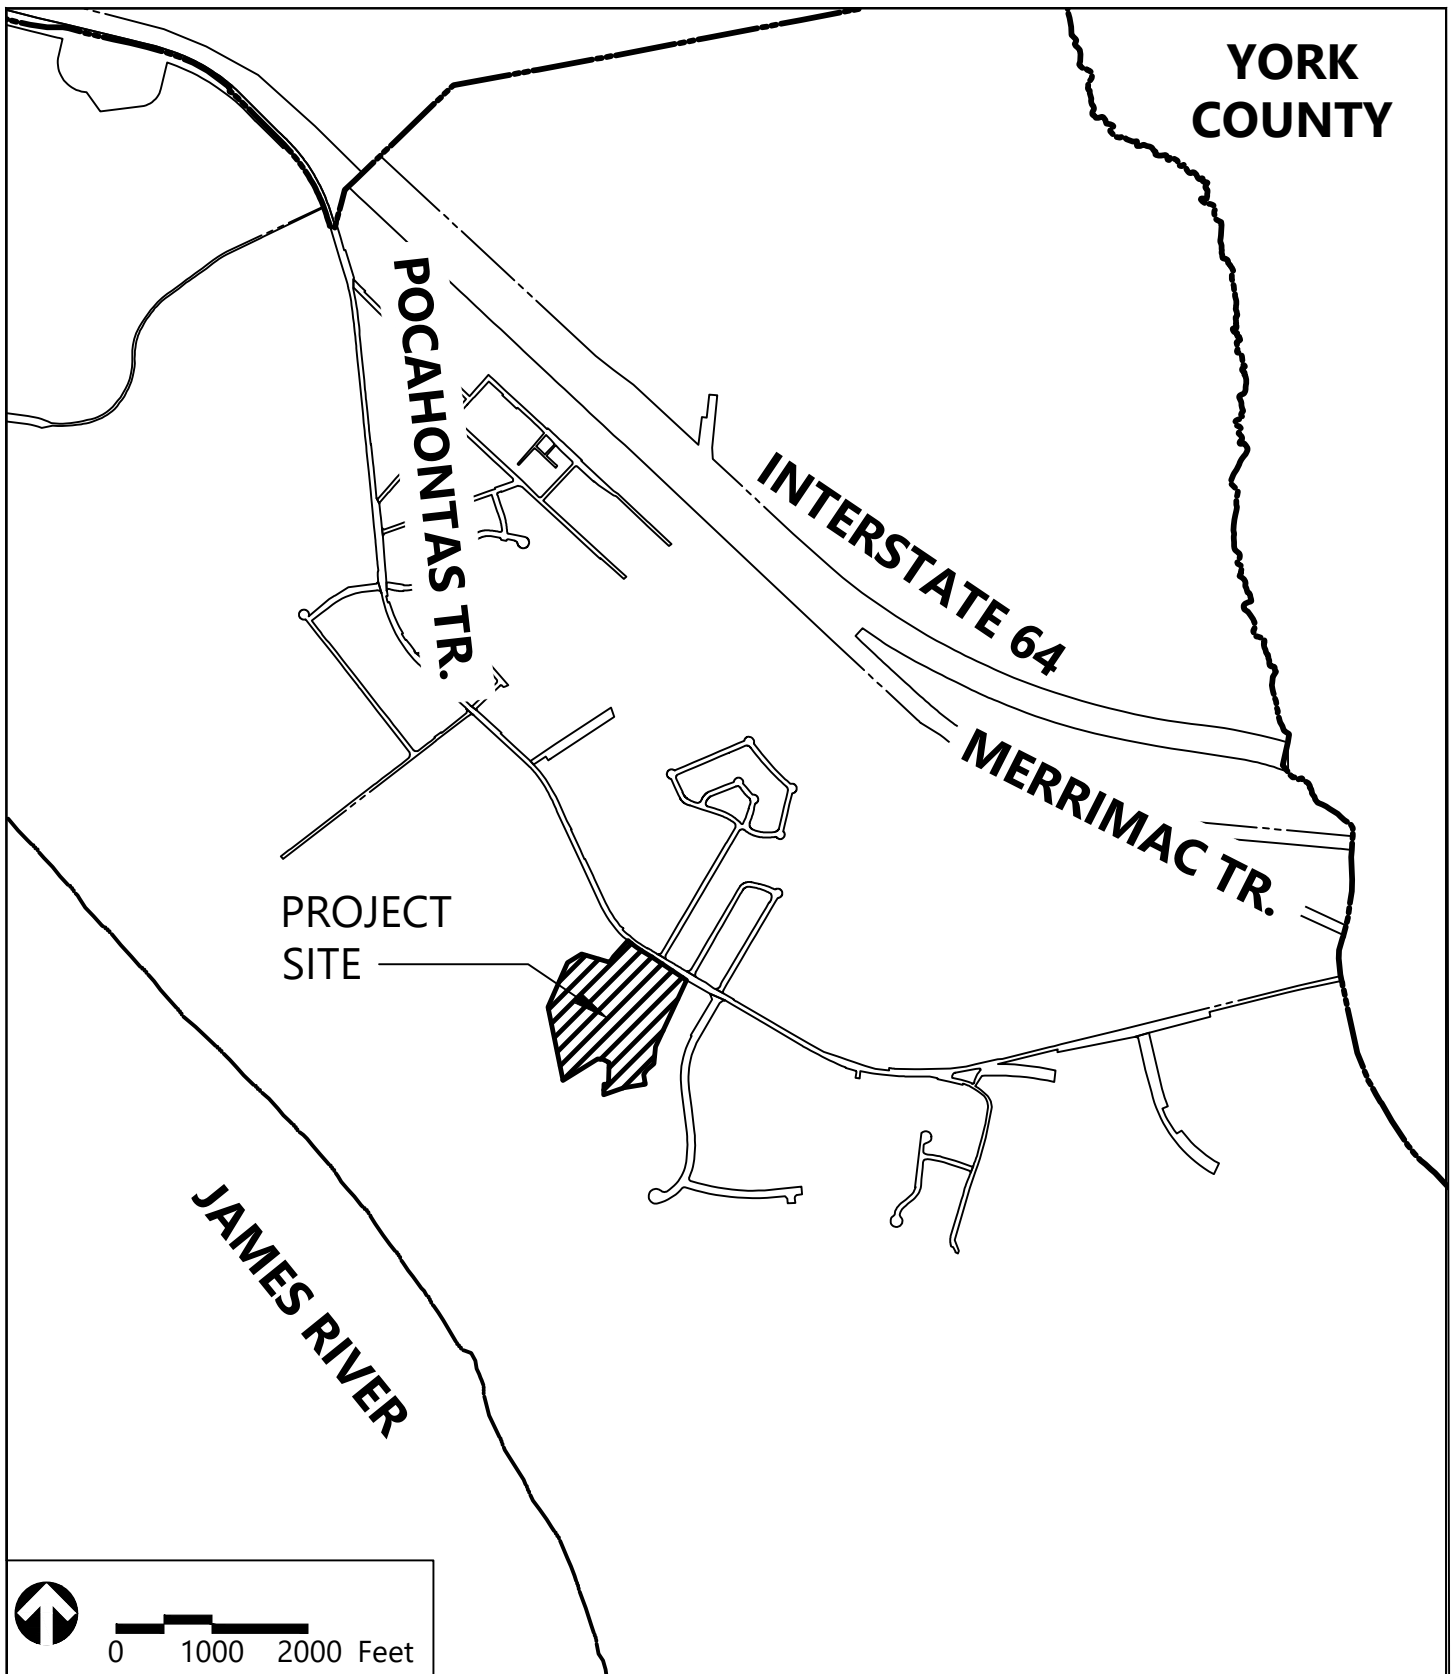 YORK
COUNTY
POCAHONTAS TR.
INTERSTATE 64
MERRIMAC TR.
PROJECT
SITE
JAMES RIVER
0 1000 2000 Feet